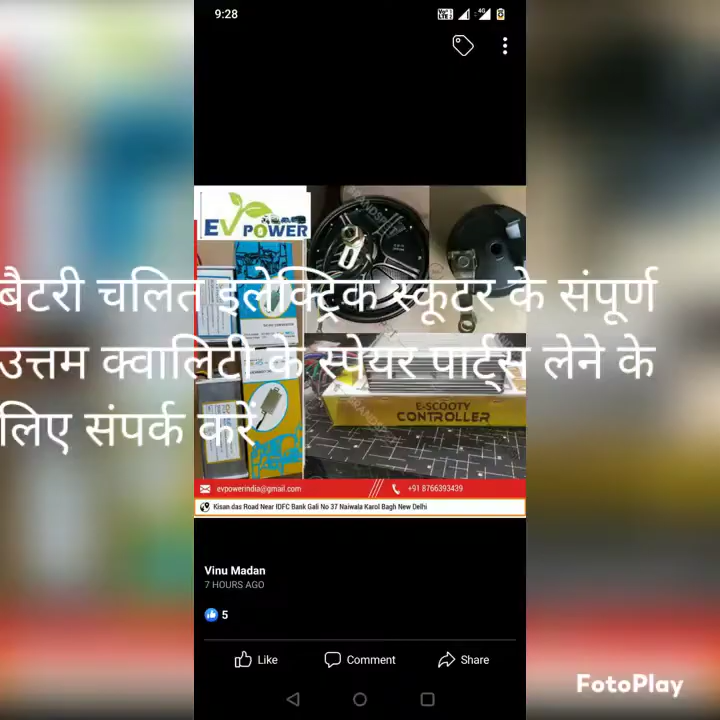 9:28
4G
EV POWER
बैटरी चलित इलेक्ट्रिक स्कूटर के संपूर्ण
उत्तम क्वालिटी के स्पेयर पार्ट्स लेने के
लिए संपर्क करें
E-SCOOTY
CONTROLLER
evpowerindia@gmail.com
+91 8766393439
Kisan das Road Near IDFC Bank Gali No 37 Naiwala Karol Bagh New Delhi
Vinu Madan
7 HOURS AGO
5
Like
Comment
Share
FotoPlay